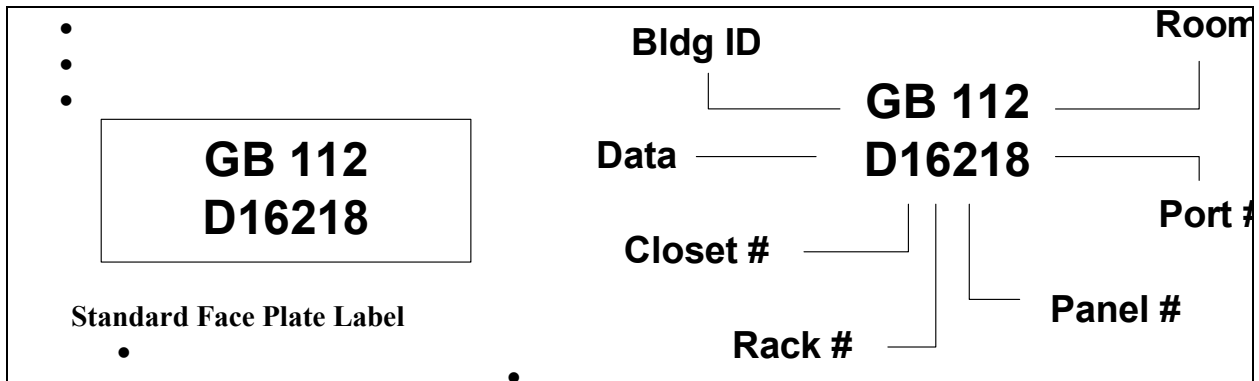 GB 112
D16218
Standard Face Plate Label
Bldg ID
Room
GB 112
Data
D16218
Port #
Closet #
Panel #
Rack #